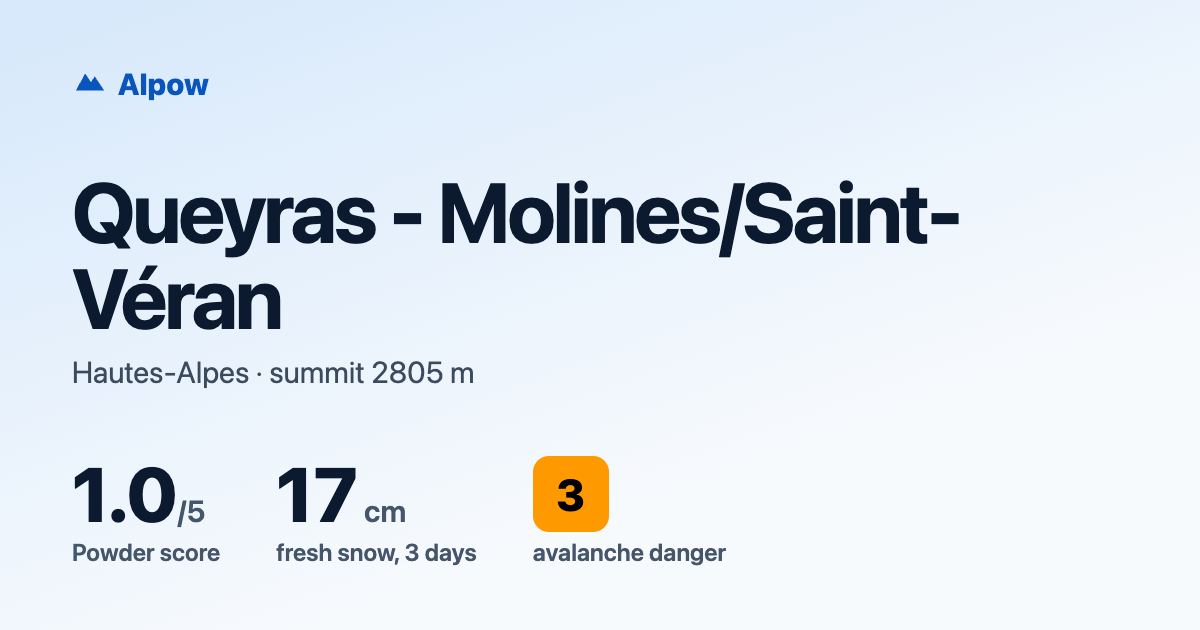 Alpow
Queyras - Molines/Saint-
Véran
Hautes-Alpes · summit 2805 m
1.0/5
Powder score
17 cm
fresh snow, 3 days
3
avalanche danger